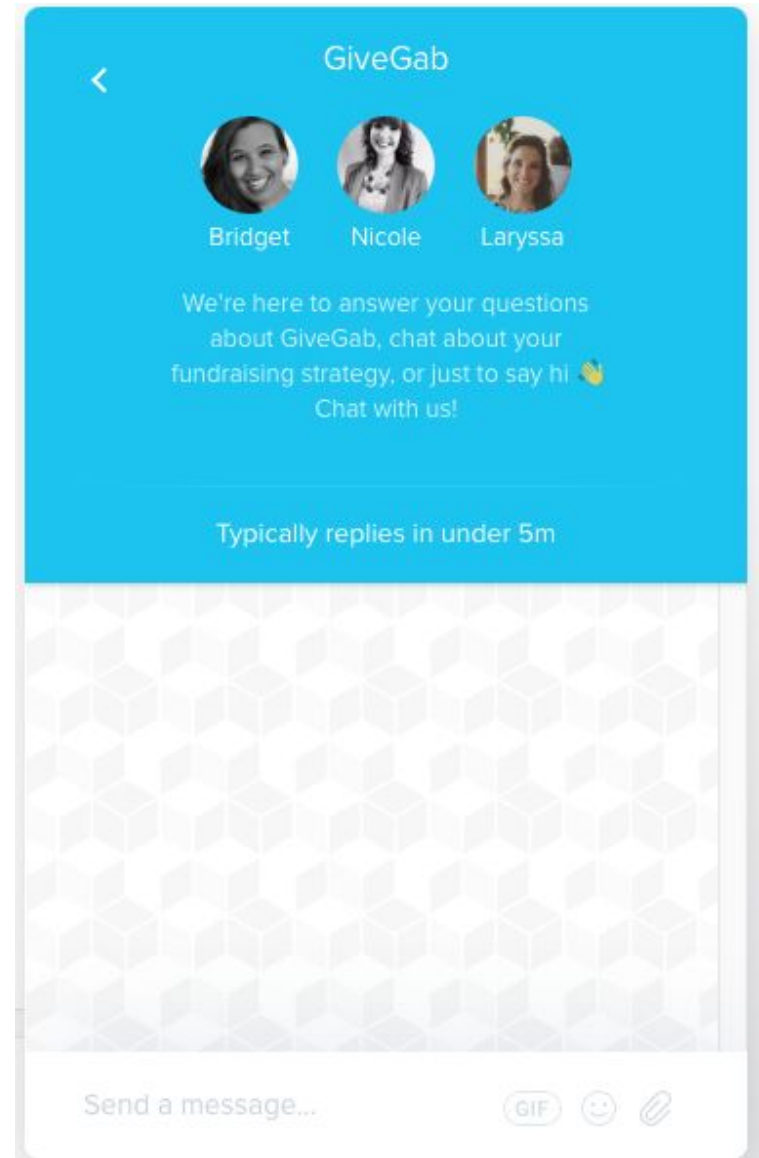 GiveGab
Bridget Nicole Laryssa
We're here to answer your questions
about GiveGab, chat about your
fundraising strategy, or just to say hi 👋
Chat with us!
Typically replies in under 5m
Send a message...
GIF